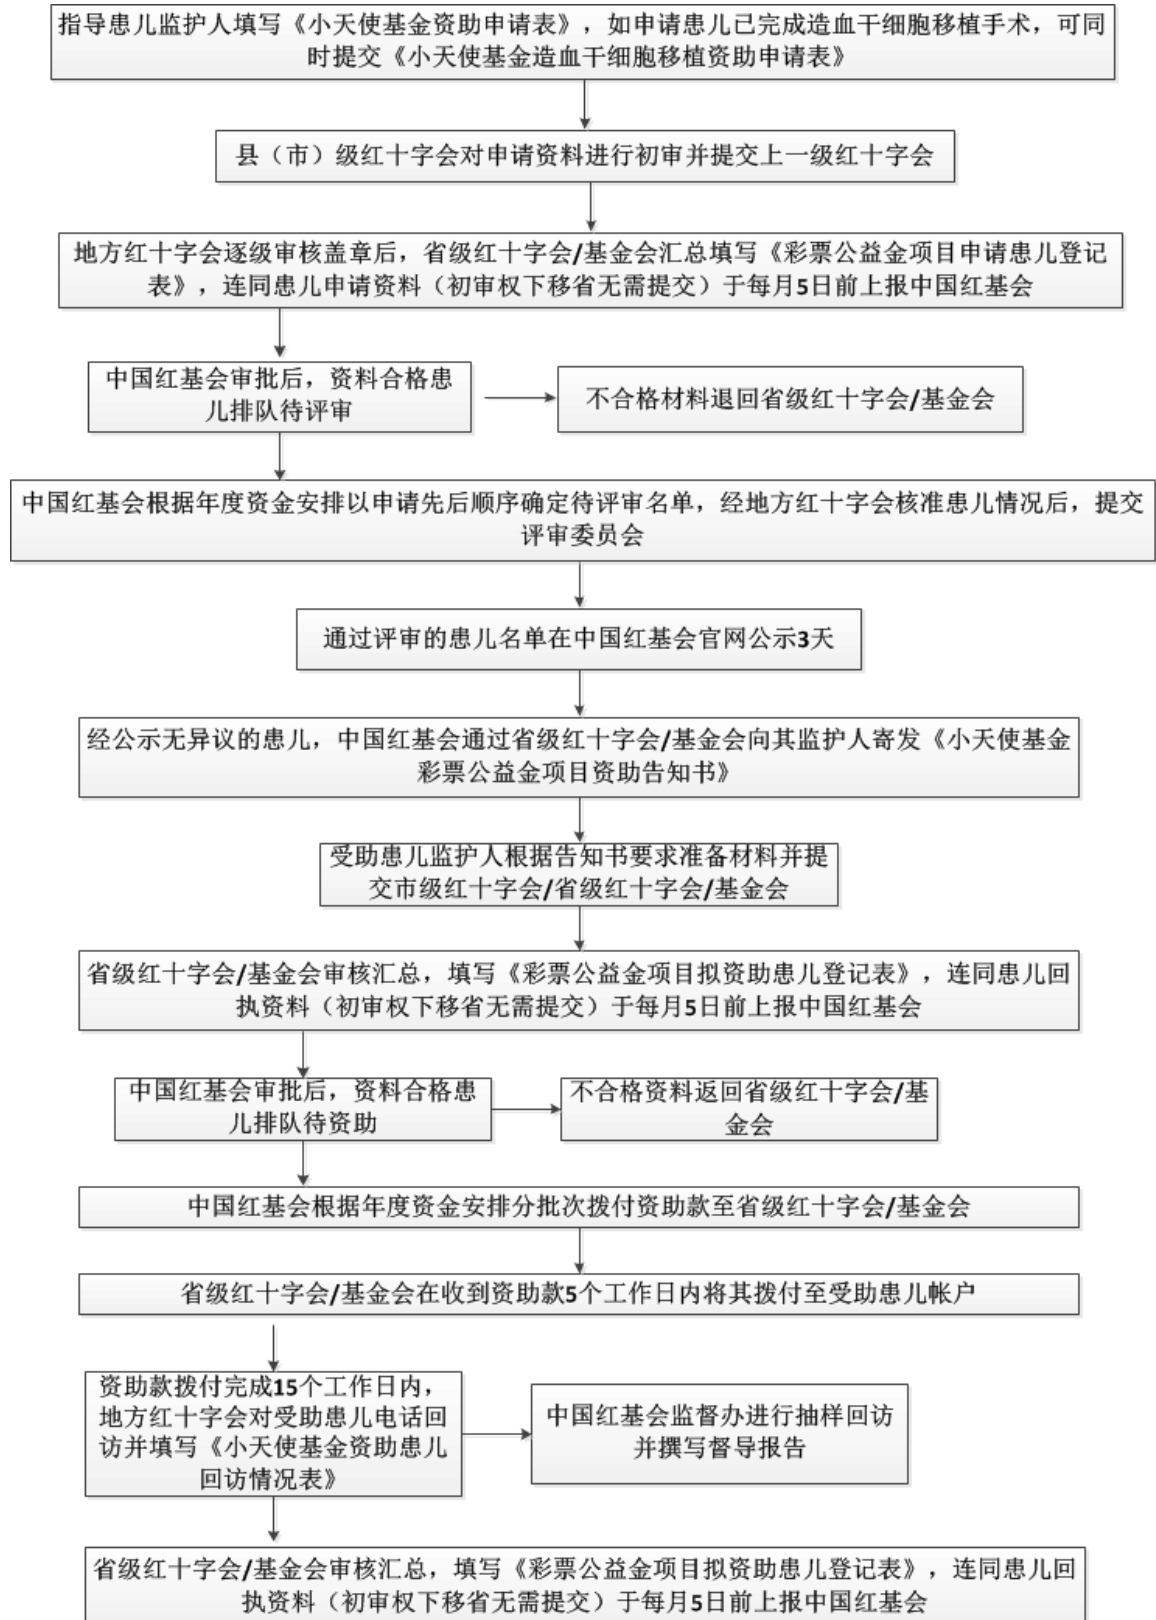 指导患儿监护人填写《小天使基金资助申请表》，如申请患儿已完成造血干细胞移植手术，可同
时提交《小天使基金造血干细胞移植资助申请表》
县（市）级红十字会对申请资料进行初审并提交上一级红十字会
地方红十字会逐级审核盖章后，省级红十字会/基金会汇总填写《彩票公益金项目申请患儿登记
表》，连同患儿申请资料（初审权下移省无需提交）于每月5日前上报中国红基会
中国红基会审批后，资料合格患
儿排队待评审
不合格材料退回省级红十字会/基金会
中国红基会根据年度资金安排以申请先后顺序确定待评审名单，经地方红十字会核准患儿情况后，提交
评审委员会
通过评审的患儿名单在中国红基会官网公示3天
经公示无异议的患儿，中国红基会通过省级红十字会/基金会向其监护人寄发《小天使基金
彩票公益金项目资助告知书》
受助患儿监护人根据告知书要求准备材料并提
交市级红十字会/省级红十字会/基金会
省级红十字会/基金会审核汇总，填写《彩票公益金项目拟资助患儿登记表》，连同患儿回
执资料（初审权下移省无需提交）于每月5日前上报中国红基会
中国红基会审批后，资料合格患
儿排队待资助
不合格资料返回省级红十字会/基
金会
中国红基会根据年度资金安排分批次拨付资助款至省级红十字会/基金会
省级红十字会/基金会在收到资助款5个工作日内将其拨付至受助患儿帐户
资助款拨付完成15个工作日内，
地方红十字会对受助患儿电话回
访并填写《小天使基金资助患儿
回访情况表》
中国红基会监督办进行抽样回访
并撰写督导报告
省级红十字会/基金会审核汇总，填写《彩票公益金项目拟资助患儿登记表》，连同患儿回
执资料（初审权下移省无需提交）于每月5日前上报中国红基会